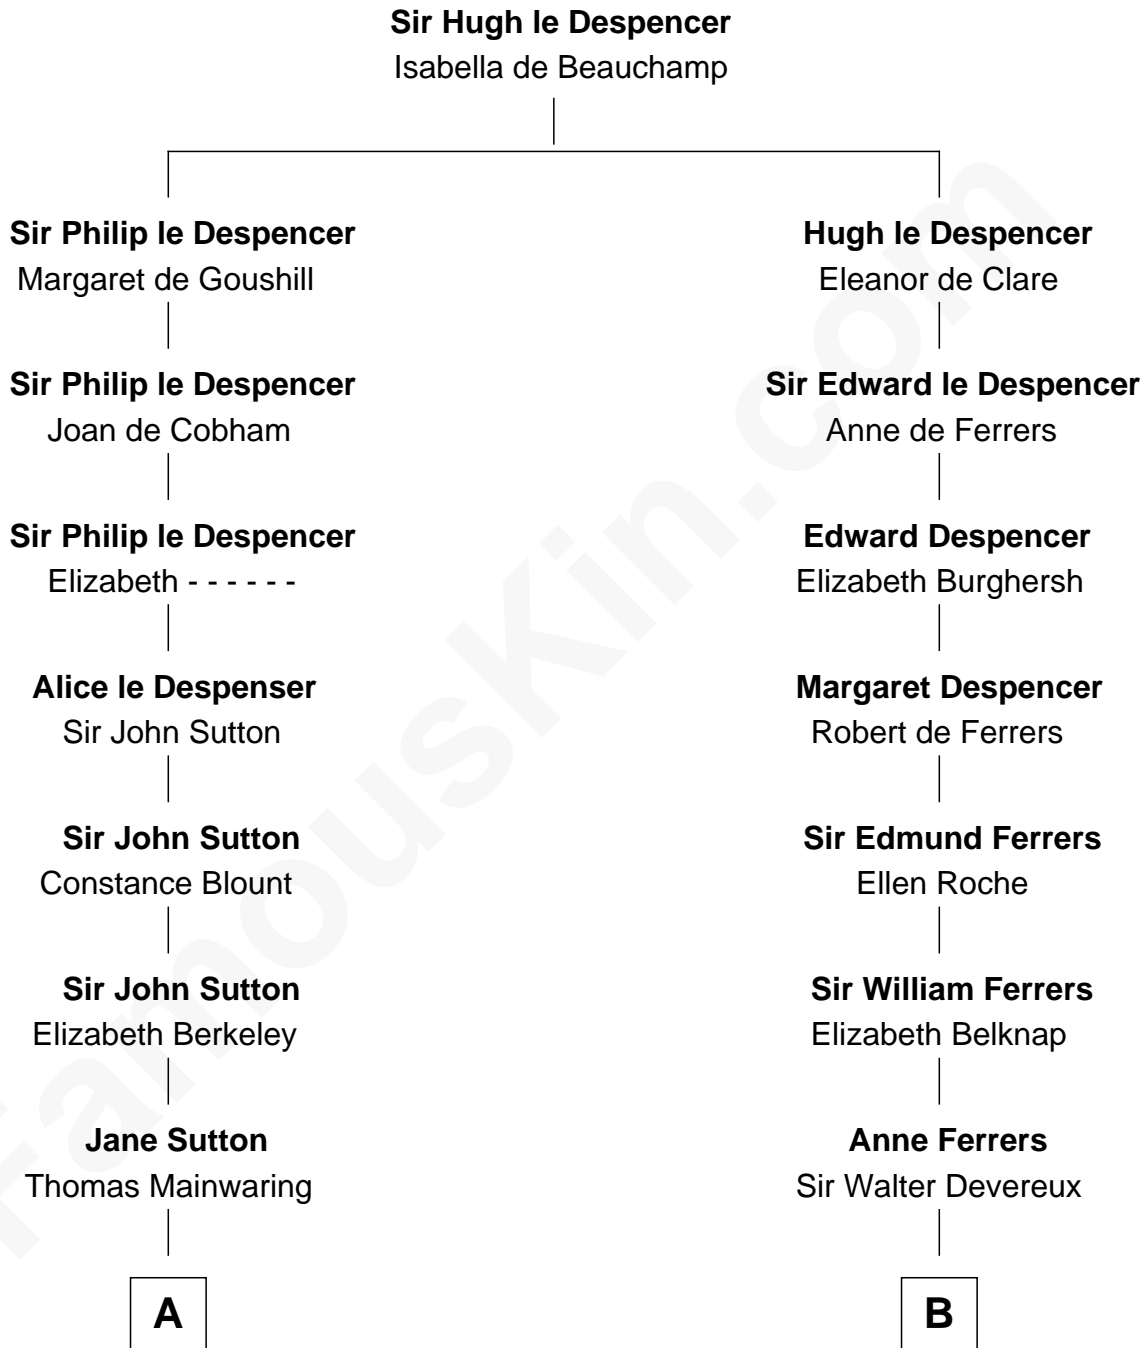 Sir Hugh le Despencer
Isabella de Beauchamp
Sir Philip le Despencer
Margaret de Goushill
Hugh le Despencer
Eleanor de Clare
Sir Philip le Despencer
Joan de Cobham
Sir Edward le Despencer
Anne de Ferrers
Sir Philip le Despencer
Elizabeth - - - - - -
Edward Despencer
Elizabeth Burghersh
Alice le Despenser
Sir John Sutton
Margaret Despencer
Robert de Ferrers
Sir John Sutton
Constance Blount
Sir Edmund Ferrers
Ellen Roche
Sir John Sutton
Elizabeth Berkeley
Sir William Ferrers
Elizabeth Belknap
Jane Sutton
Thomas Mainwaring
Anne Ferrers
Sir Walter Devereux
A
B
FamousKin.com